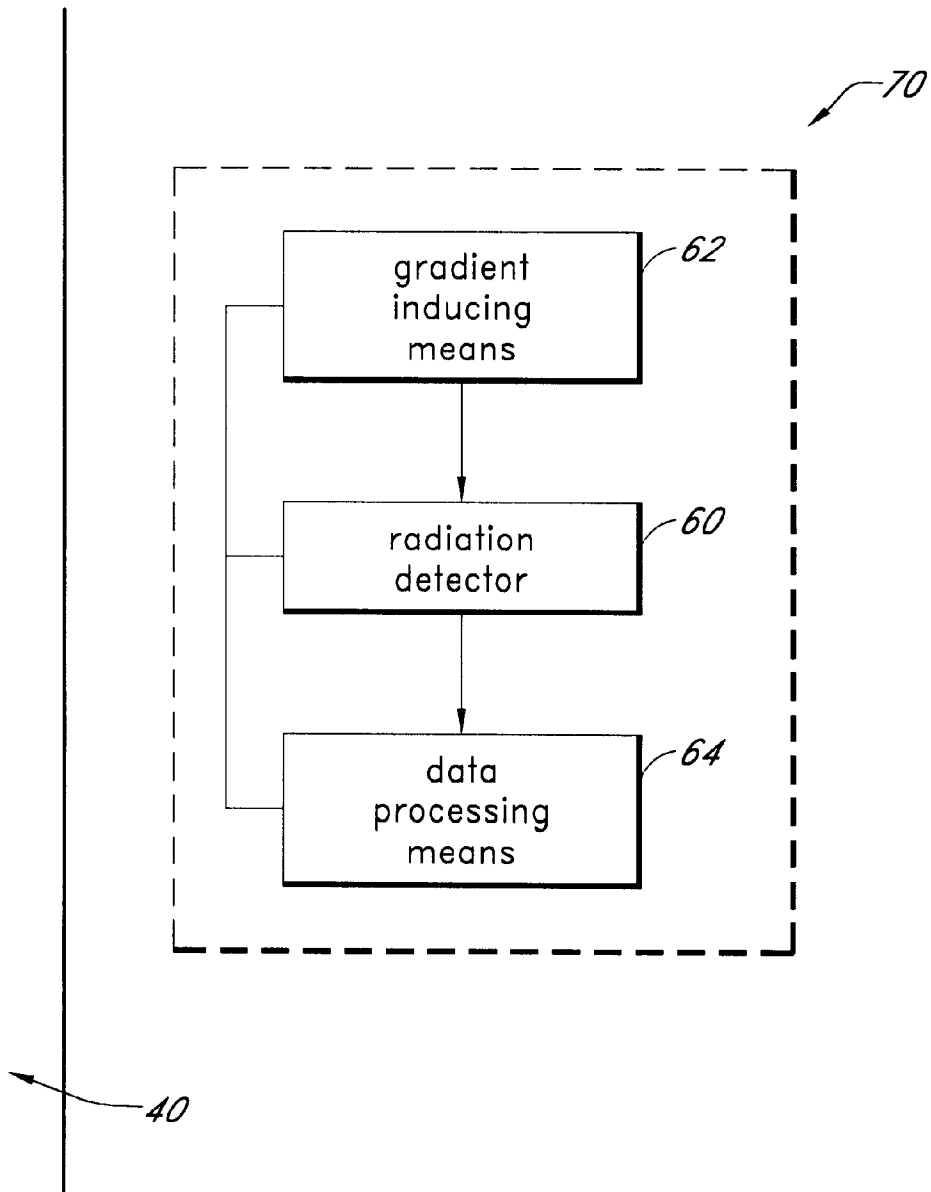 70
gradient
inducing
means
62
radiation
detector
60
data
processing
means
64
40